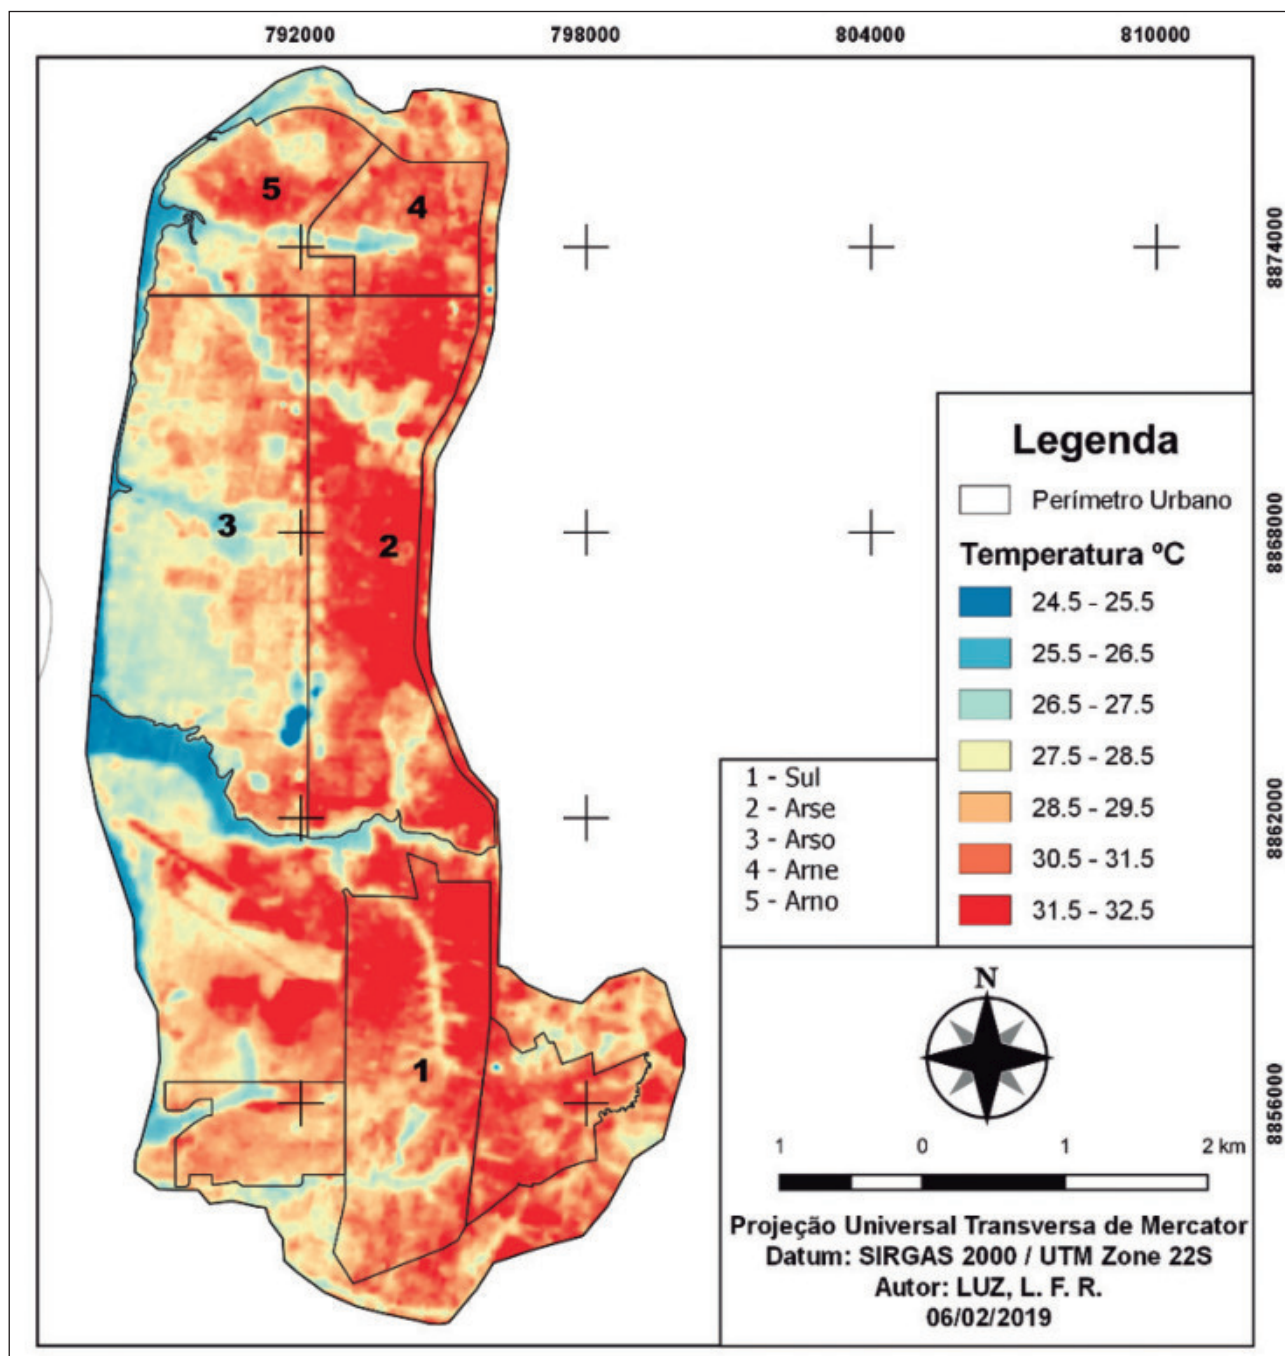 792000 798000 804000 810000
5
4
8874000
3
2
8868000
Legenda
Perímetro Urbano
Temperatura ºC
24.5 - 25.5
25.5 - 26.5
26.5 - 27.5
27.5 - 28.5
28.5 - 29.5
30.5 - 31.5
31.5 - 32.5
1 - Sul
2 - Arse
3 - Arso
4 - Arne
5 - Arno
8862000
1
N
8856000
1 0 1 2 km
Projeção Universal Transversa de Mercator
Datum: SIRGAS 2000 / UTM Zone 22S
Autor: LUZ, L. F. R.
06/02/2019